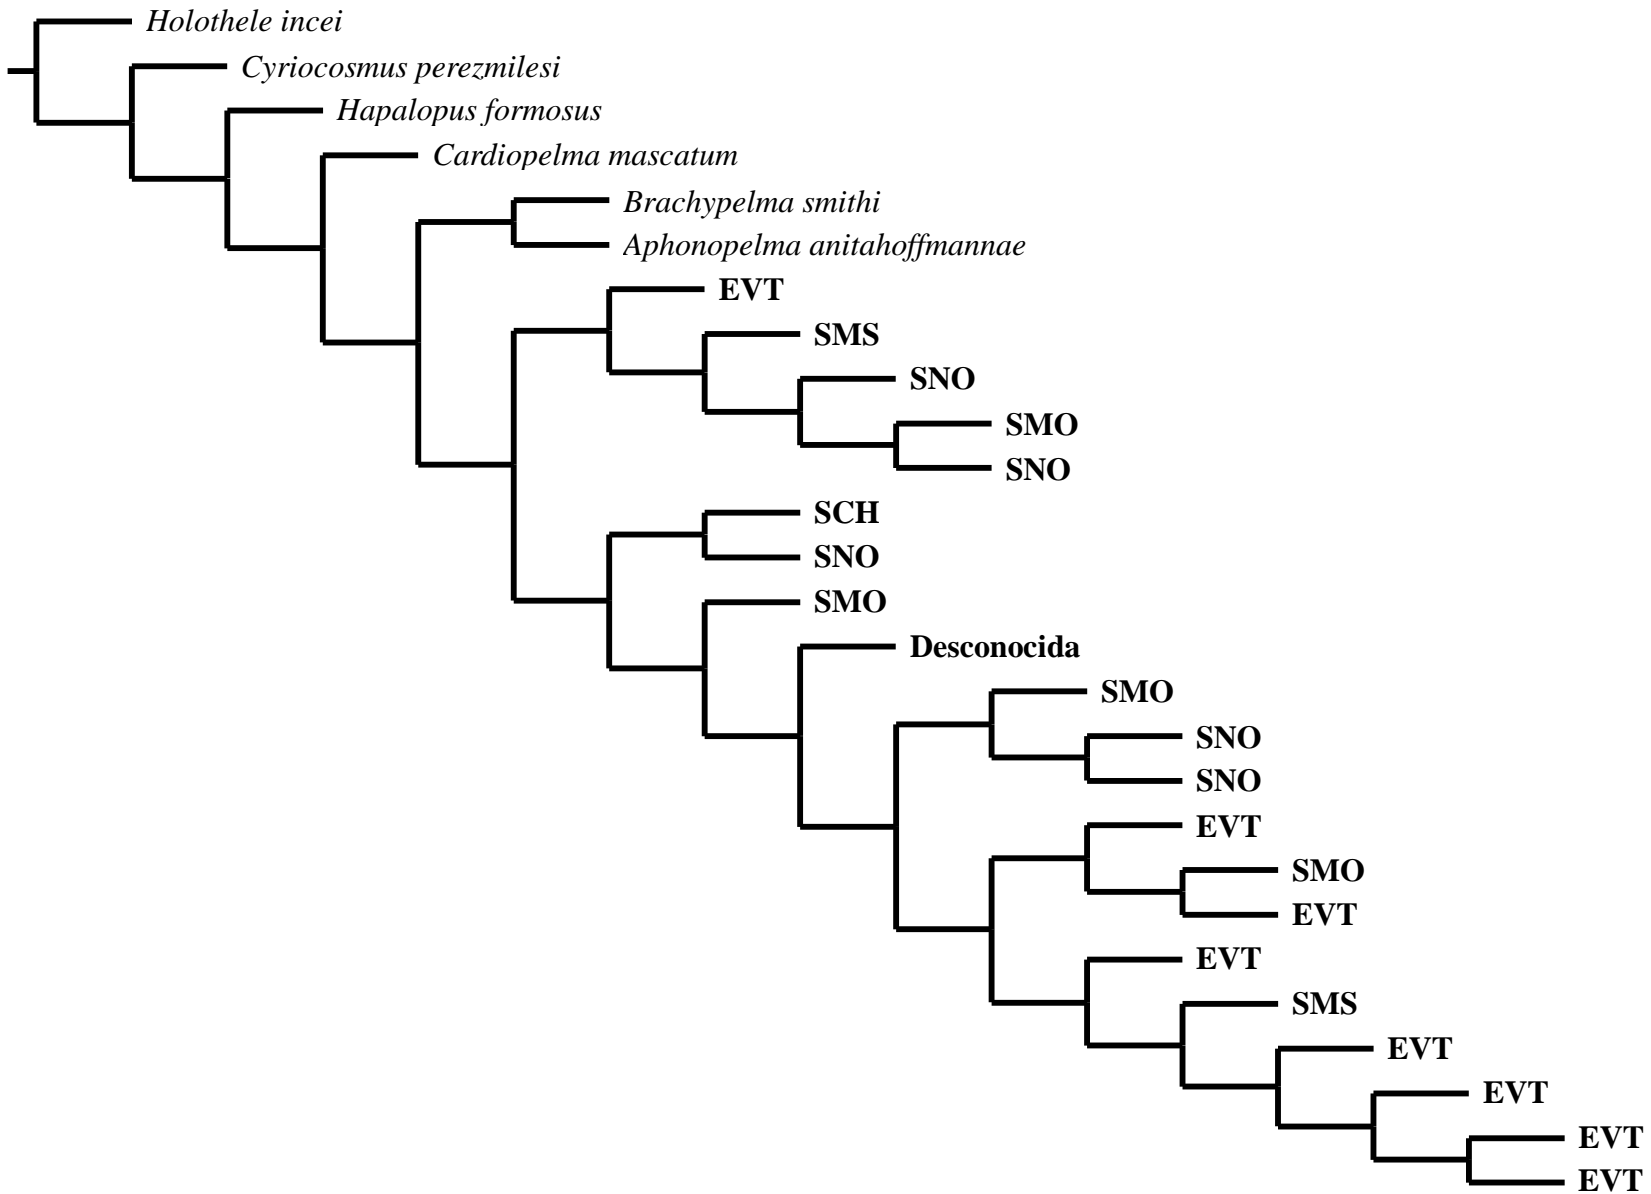 Holothele incei
Cyriocosmus perezmilesi
Hapalopus formosus
Cardiopelma mascatum
Brachypelma smithi
Aphonopelma anitahoffmannae
EVT
SMS
SNO
SMO
SNO
SCH
SNO
SMO
Desconocida
SMO
SNO
SNO
EVT
SMO
EVT
EVT
SMS
EVT
EVT
EVT
EVT